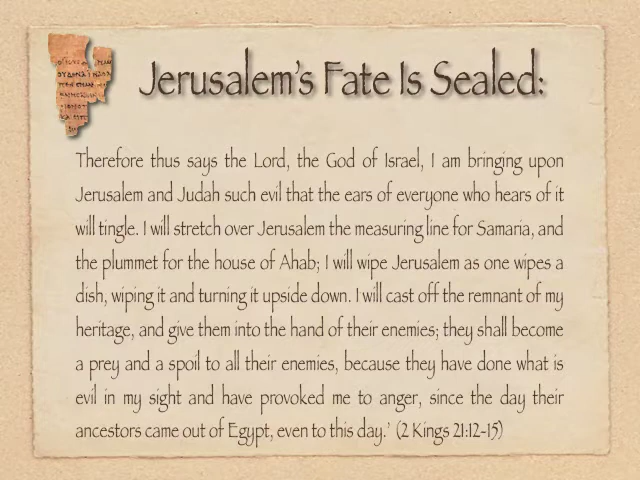 Jerusalem's Fate Is Sealed:
Therefore thus says the Lord, the God of Israel, I am bringing upon
Jerusalem and Judah such evil that the ears of everyone who hears of it
will tingle. I will stretch over Jerusalem the measuring line for Samaria, and
the plummet for the house of Ahab; I will wipe Jerusalem as one wipes a
dish, wiping it and turning it upside down. I will cast off the remnant of my
heritage, and give them into the hand of their enemies; they shall become
a prey and a spoil to all their enemies, because they have done what is
evil in my sight and have provoked me to anger, since the day their
ancestors came out of Egypt, even to this day.' (2 Kings 21:12-15)